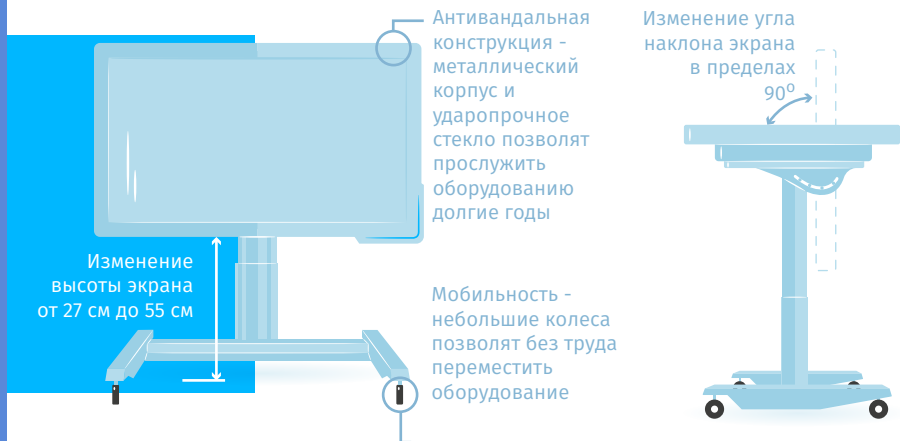 Антивандальная
конструкция -
металлический
корпус и
ударопрочное
стекло позволят
прослужить
оборудованию
долгие годы
Изменение угла
наклона экрана
в пределах
90⁰
Изменение
высоты экрана
от 27 см до 55 см
Мобильность -
небольшие колеса
позволят без труда
переместить
оборудование